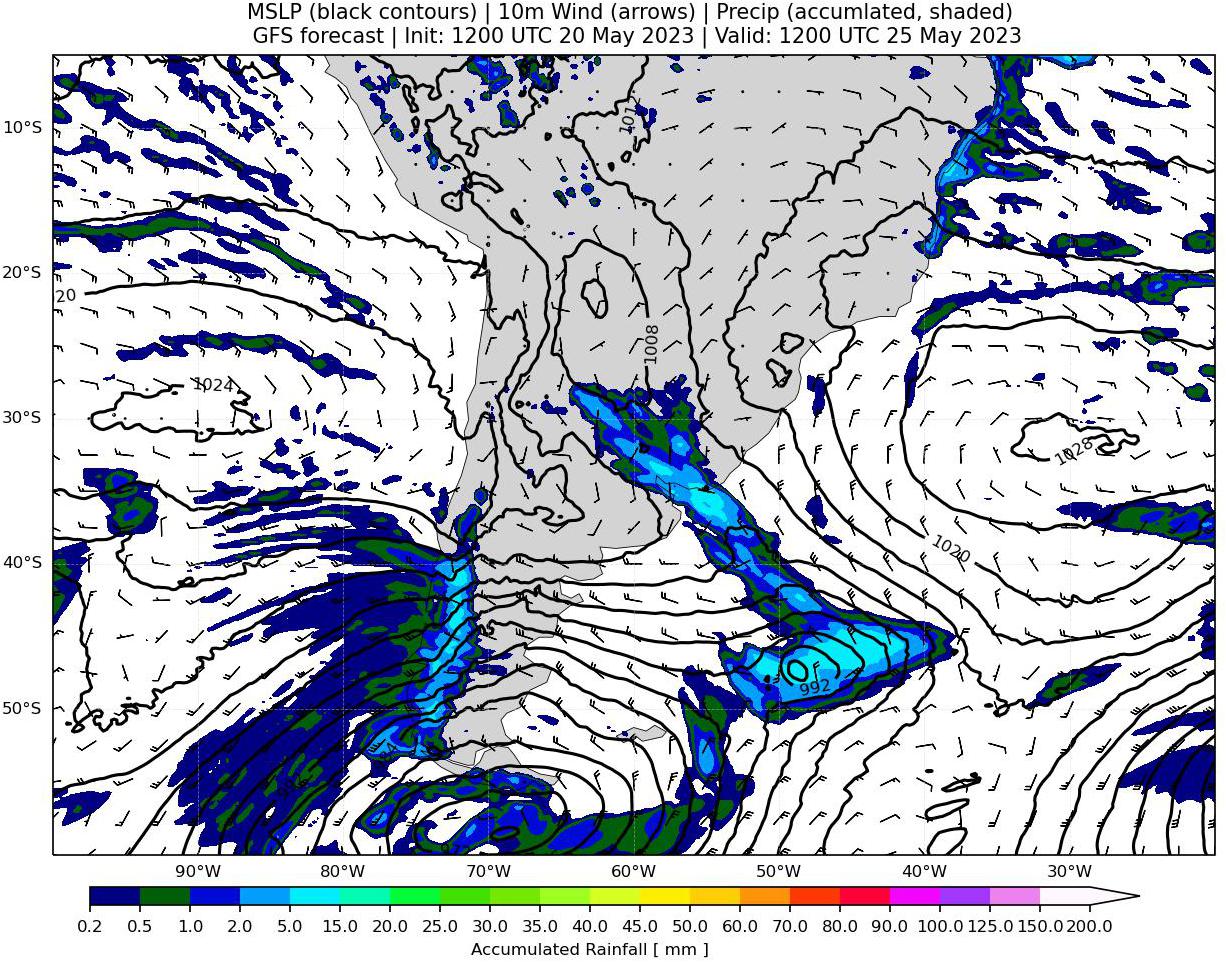 MSLP (black contours) | 10m Wind (arrows) | Precip (accumlated, shaded)
GFS forecast | Init: 1200 UTC 20 May 2023 | Valid: 1200 UTC 25 May 2023
10°S
20°S
20
1008
1024
30°S
1028
40°S
1020
992
50°S
90°W 80°W 70°W 60°W 50°W 40°W 30°W
0.2 0.5 1.0 2.0 5.0 10.0 15.0 20.0 25.0 30.0 35.0 40.0 45.0 50.0 60.0 70.0 80.0 90.0 100.0 125.0 150.0 200.0
Accumulated Rainfall [ mm ]